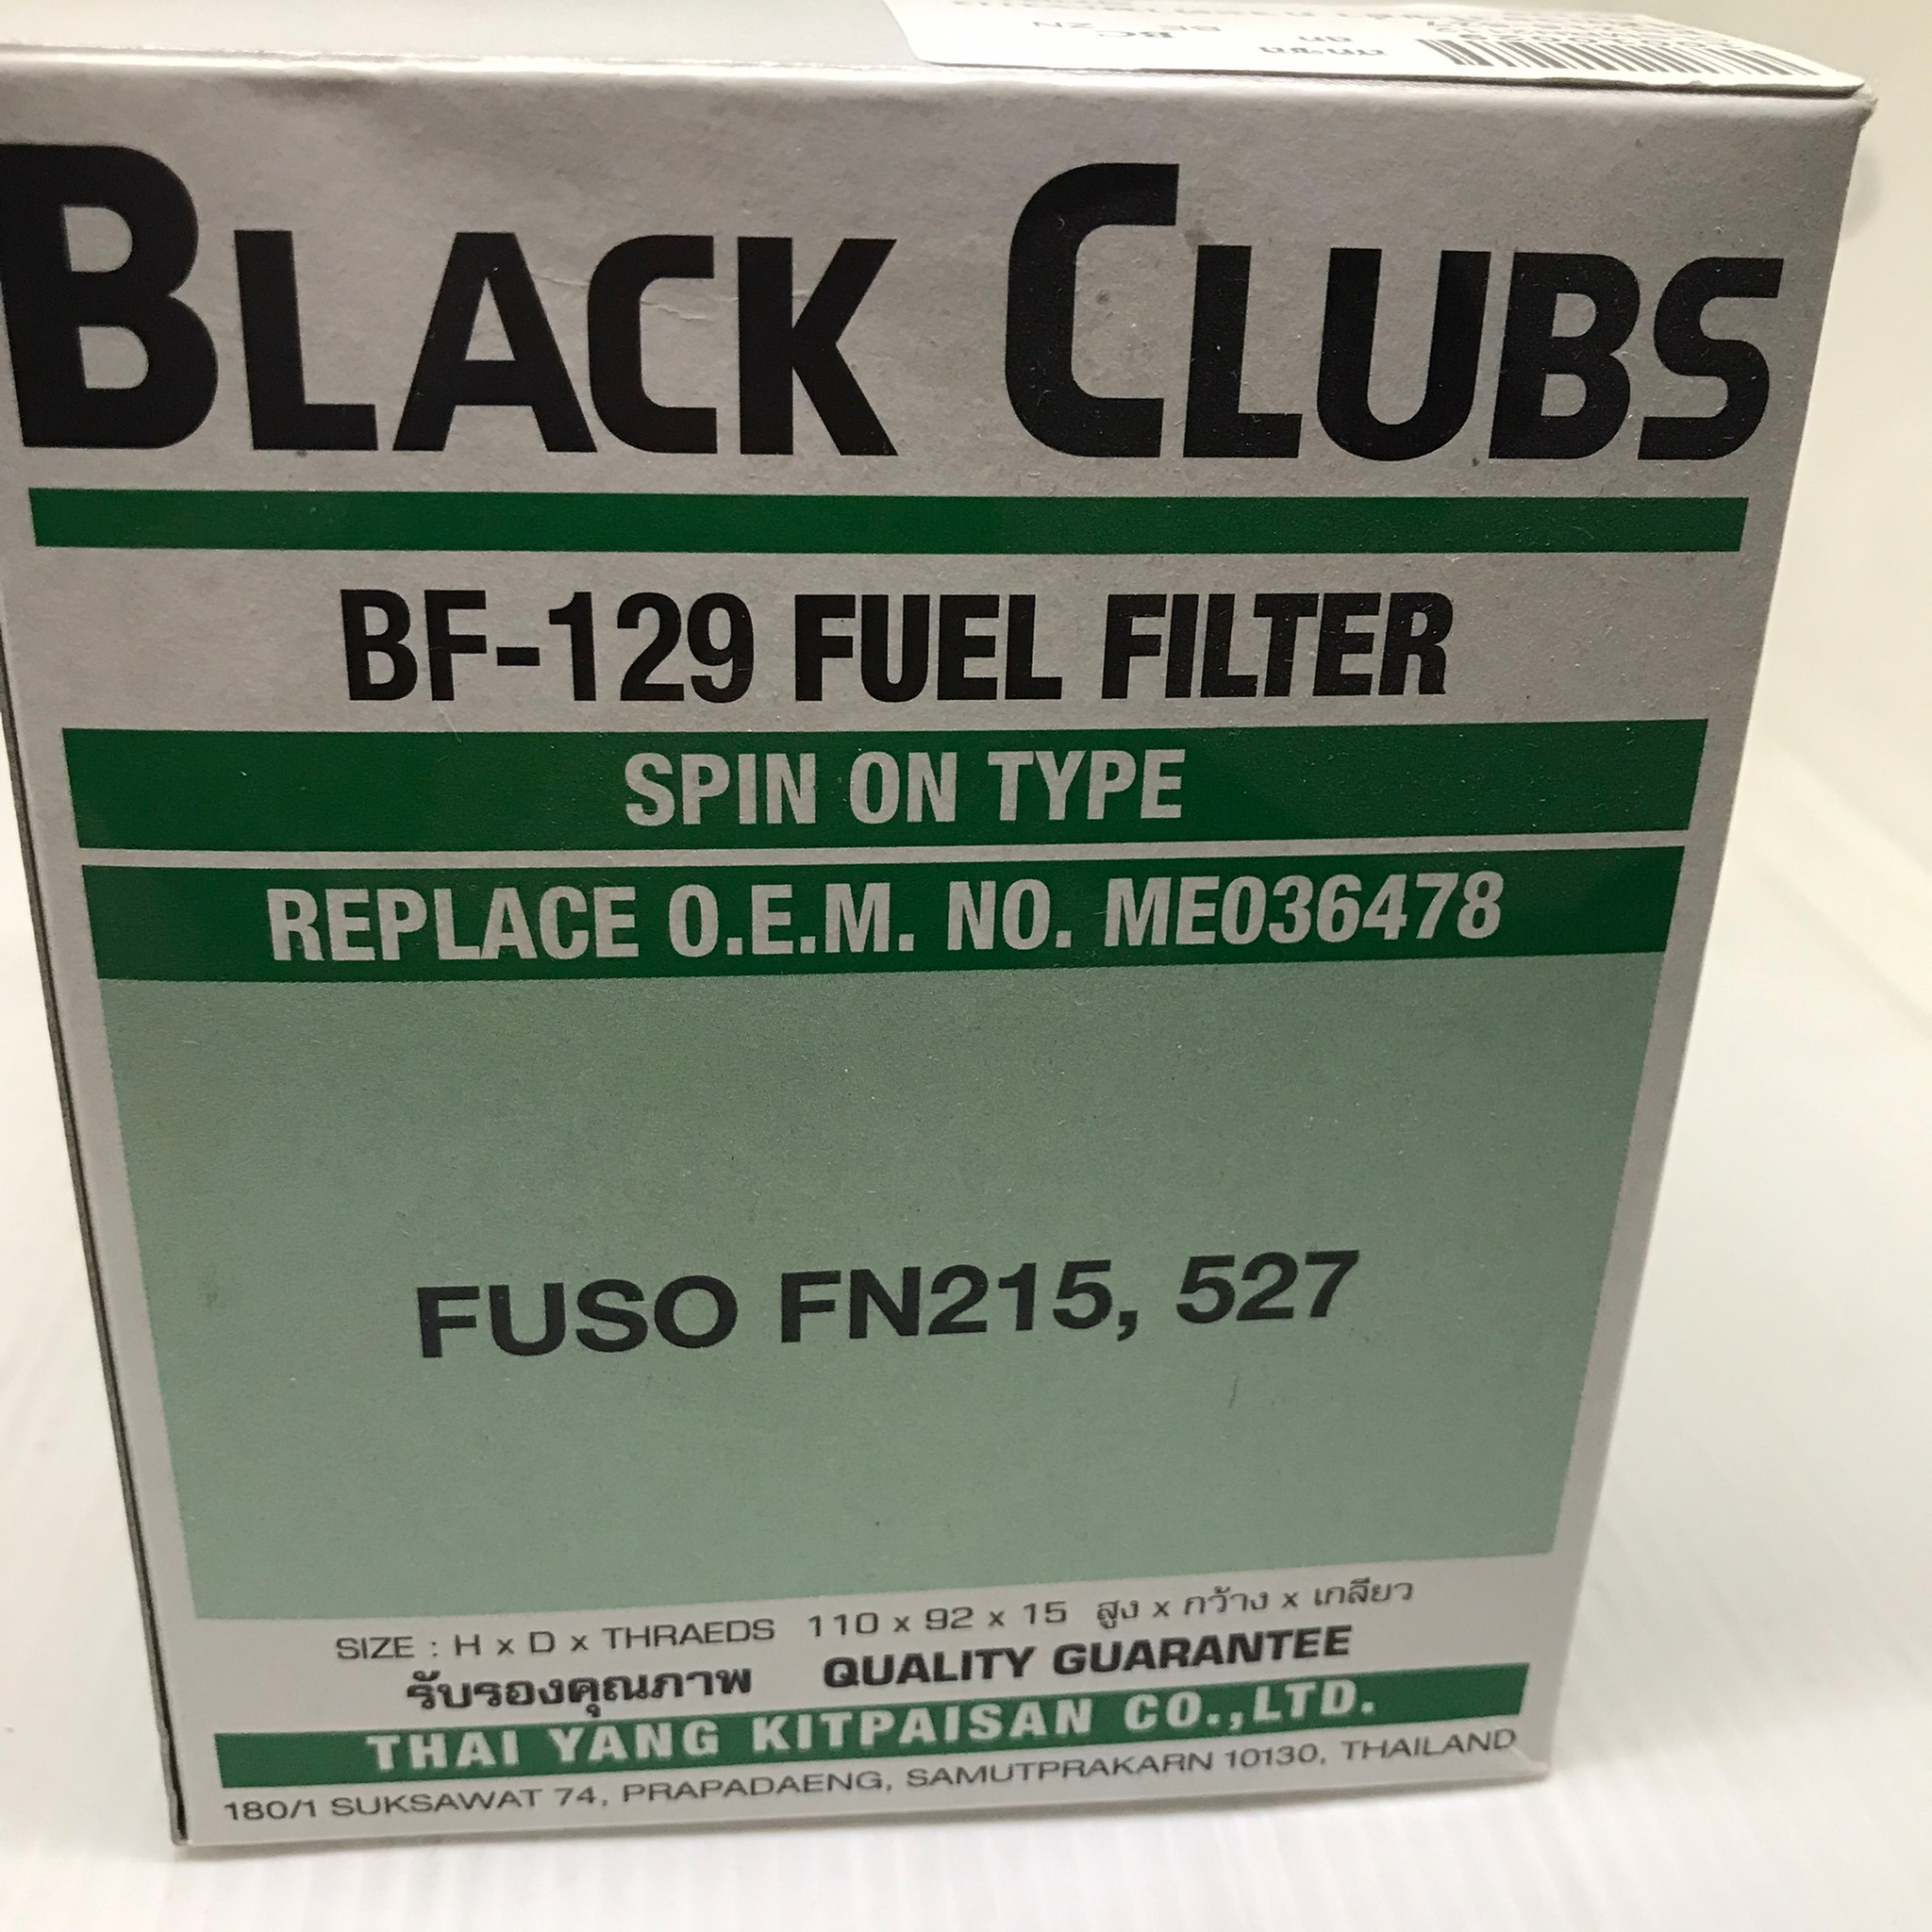 BLACK CLUBS
BF-129 FUEL FILTER
SPIN ON TYPE
REPLACE O.E.M. NO. ME036478
FUSO FN215, 527
SIZE : H x D x THRAEDS 110 x 92 x 15 สูง x กว้าง x เกลียว
รับรองคุณภาพ QUALITY GUARANTEE
THAI YANG KITPAISAN CO.,LTD.
180/1 SUKSAWAT 74, PRAPADAENG, SAMUTPRAKARN 10130, THAILAND